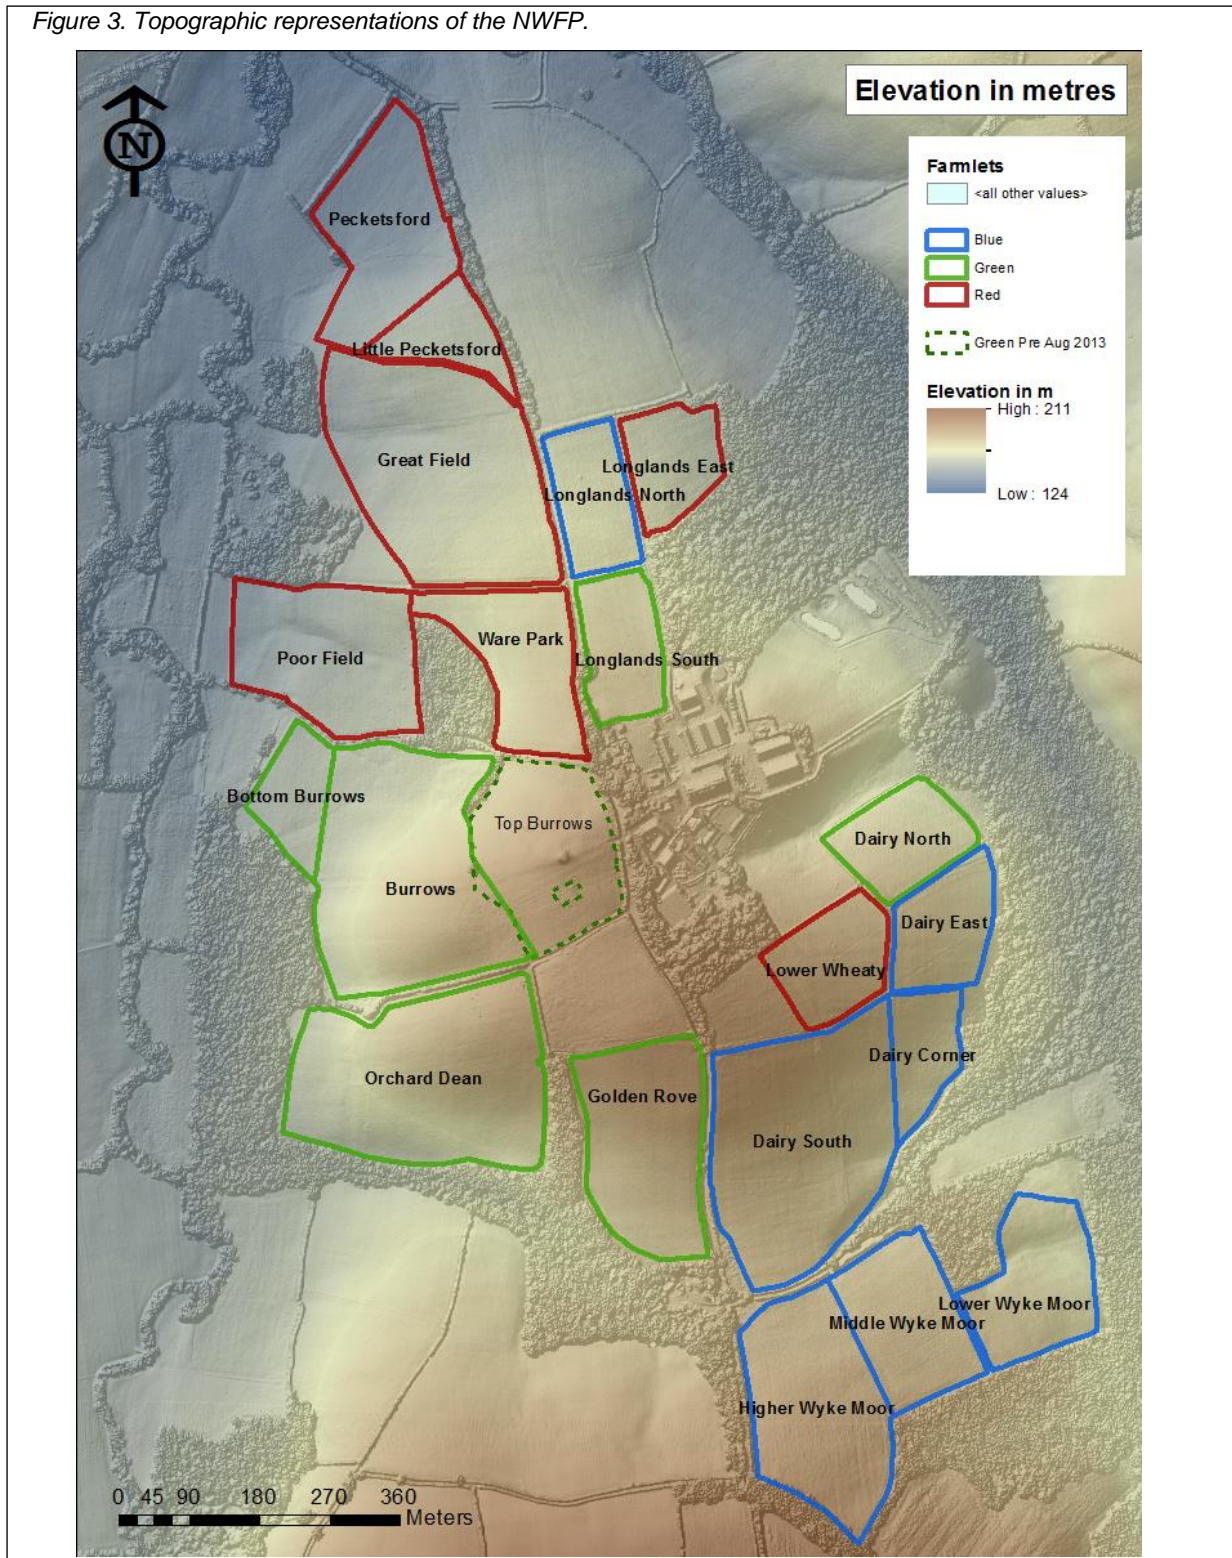 Figure 3. Topographic representations of the NWFP.
Elevation in metres
N
Farmlets
<all other values>
Blue
Green
Red
Green Pre Aug 2013
Elevation in m
High : 211
Low : 124
Pecketsford
Little Pecketsford
Great Field
Longlands East
Longlands North
Ware Park
Poor Field
Longlands South
Bottom Burrows
Top Burrows
Dairy North
Burrows
Dairy East
Lower Wheaty
Dairy Corner
Orchard Dean
Golden Rove
Dairy South
Lower Wyke Moor
Middle Wyke Moor
Higher Wyke Moor
0 45 90 180 270 360
Meters